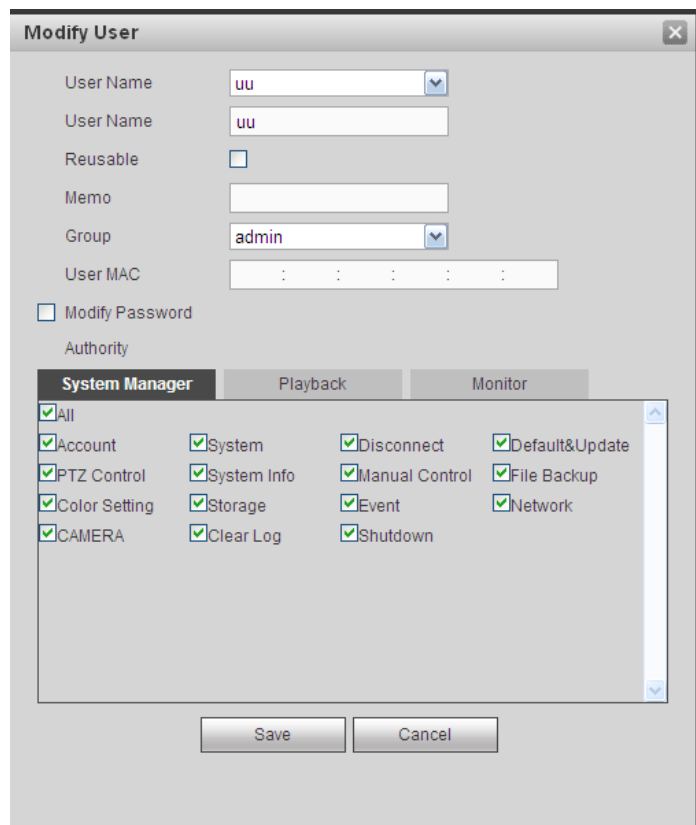 Modify User
User Name uu
User Name uu
Reusable
Memo
Group admin
User MAC : : : : :
Modify Password
Authority
System Manager Playback Monitor
All
Account System Disconnect Default&Update
PTZ Control System Info Manual Control File Backup
Color Setting Storage Event Network
CAMERA Clear Log Shutdown
Save Cancel